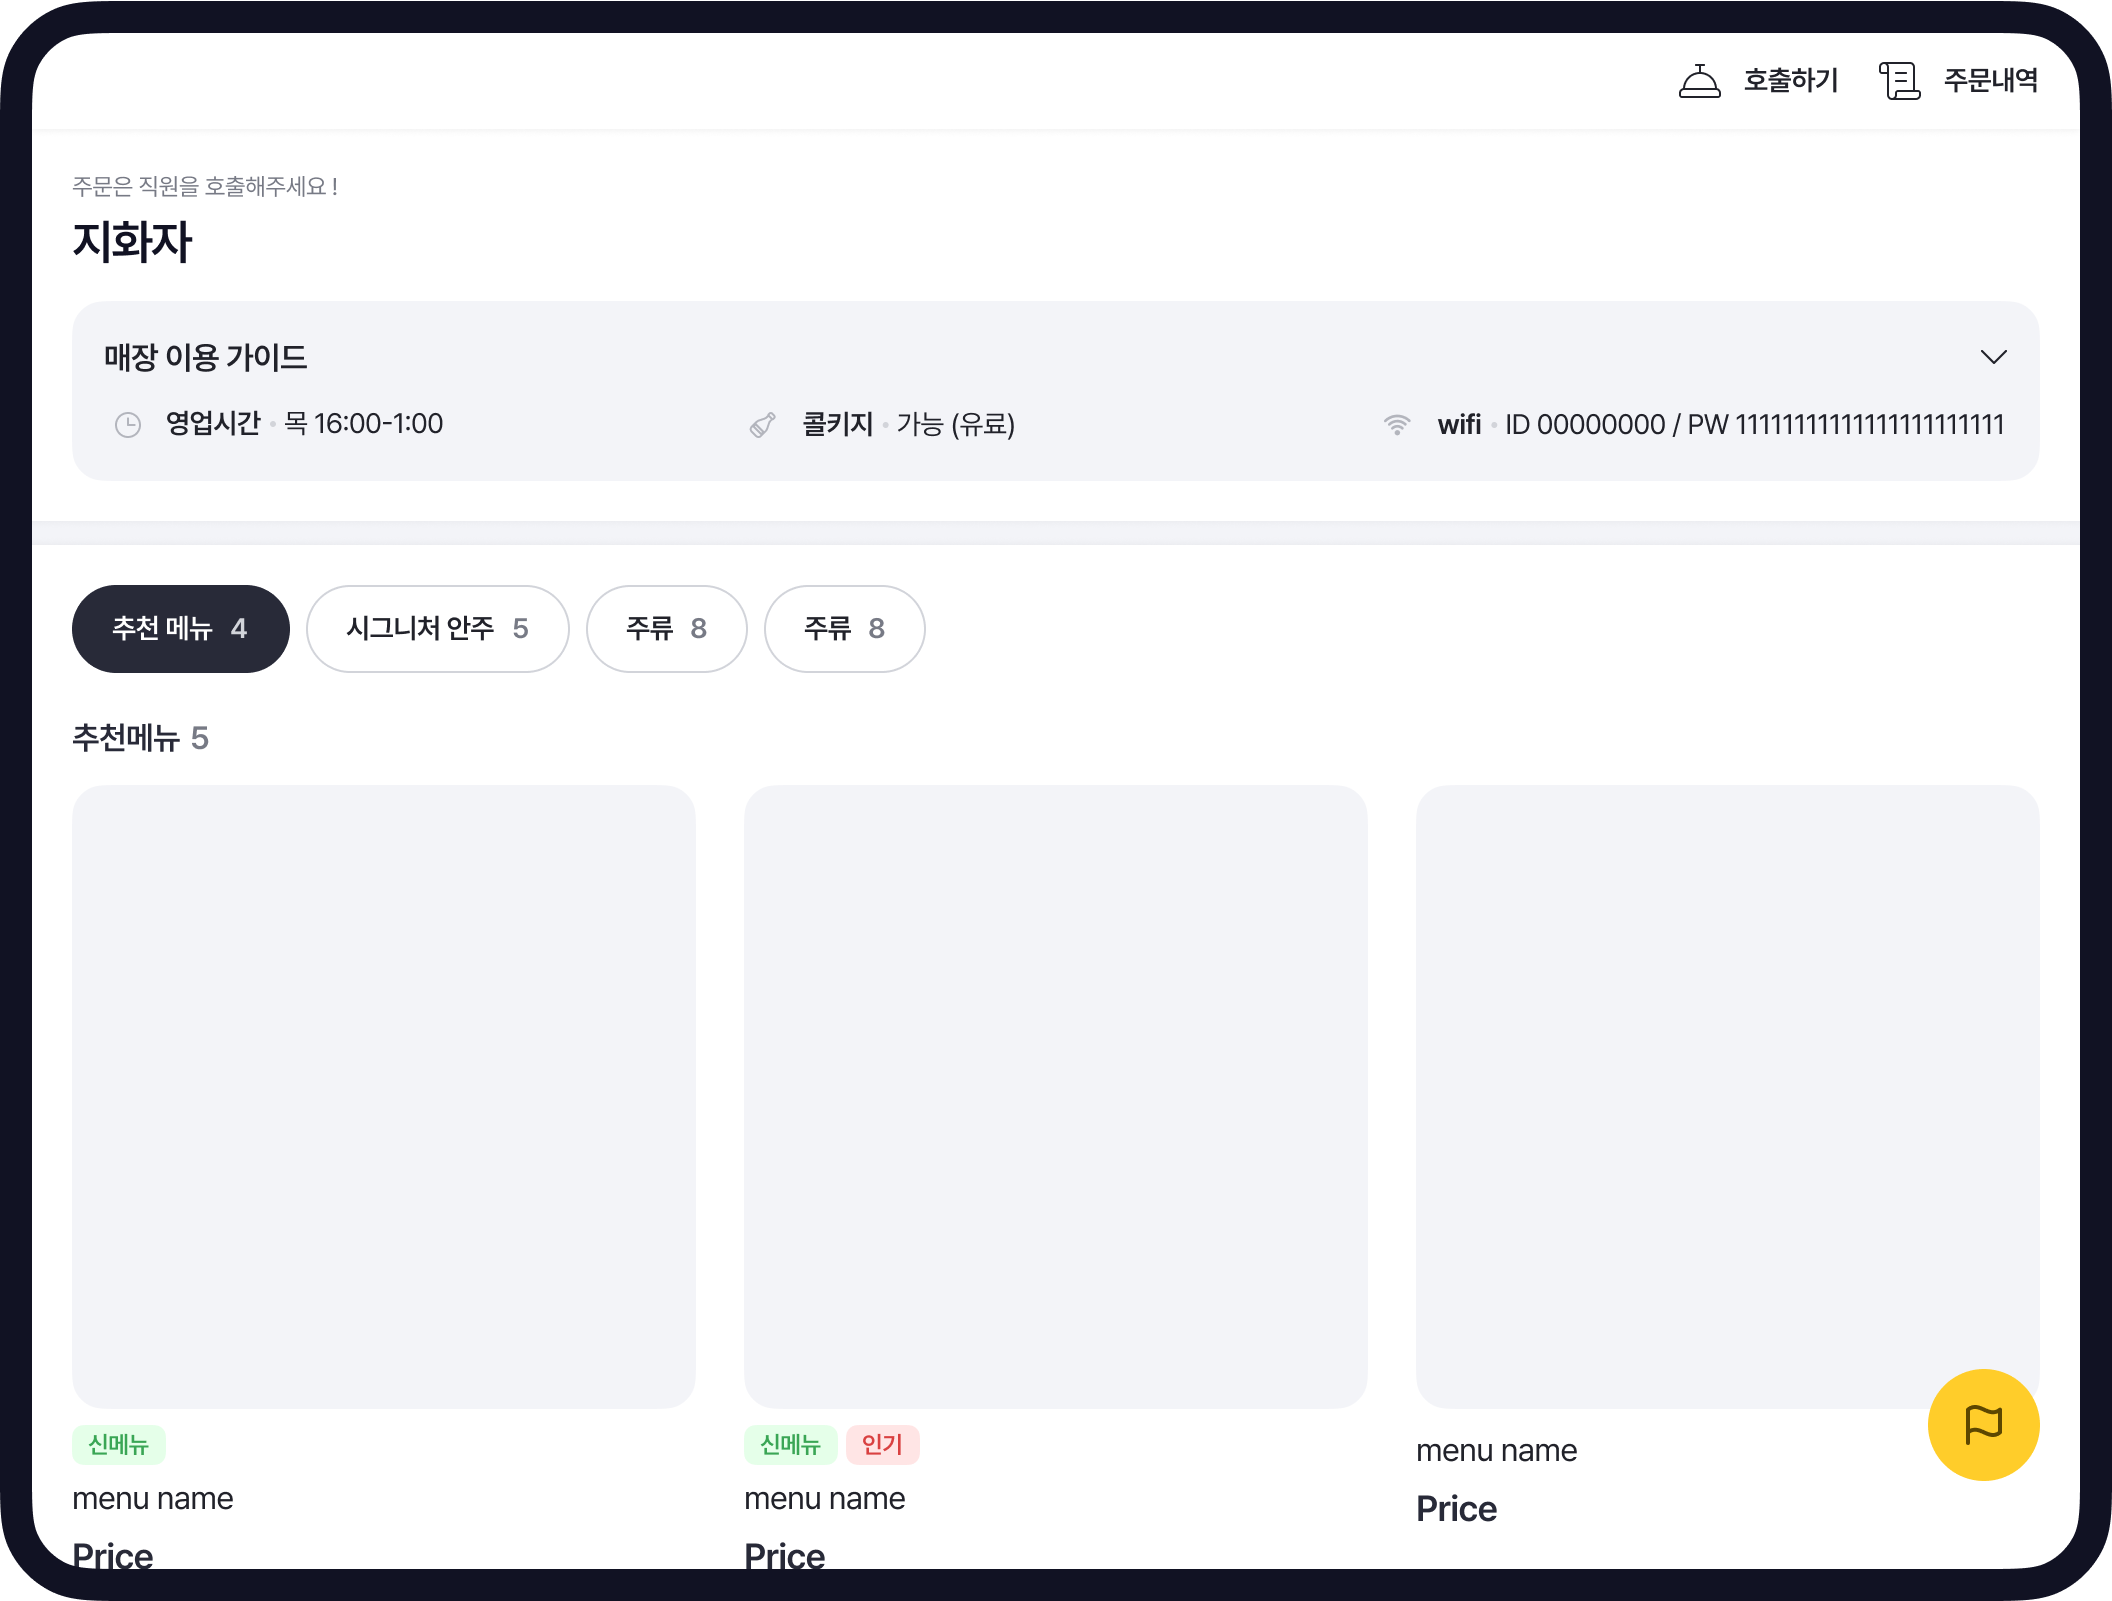 호출하기 주문내역
주문은 직원을 호출해주세요 !
지화자
매장 이용 가이드
영업시간 • 목 16:00-1:00 콜키지 • 가능 (유료) wifi • ID 00000000 / PW 11111111111111111111111
추천 메뉴 4 시그니처 안주 5 주류 8 주류 8
추천메뉴 5
신메뉴 신메뉴 인기
menu name menu name menu name
Price Price Price